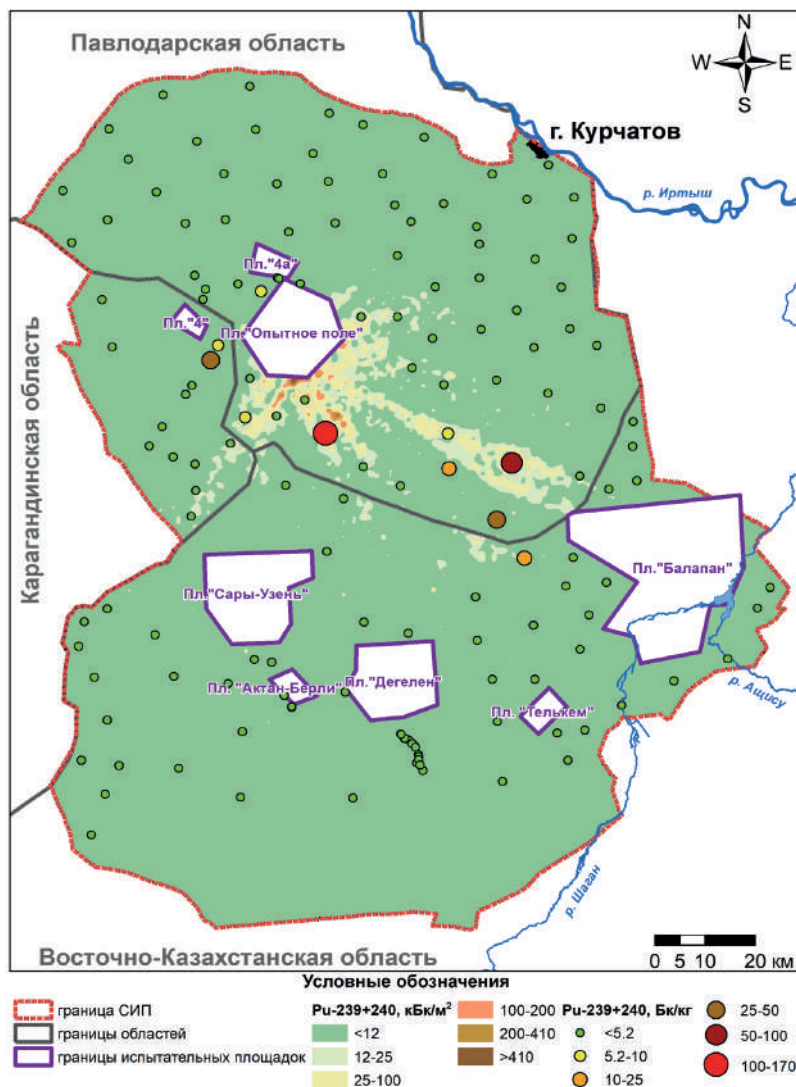 Павлодарская область
N
W
E
S
г. Курчатов
р. Иртыш
Пл."4а"
Пл."4"
Пл."Опытное поле"
Карагандинская область
Пл."Балапан"
Пл."Сары-Узень"
Пл."Дегелен"
Пл. "Актан-Берли"
Пл. "Телькем"
р. Ащису
р. Шаган
Восточно-Казахстанская область
0 5 10 20 км
Условные обозначения
граница СИП
границы областей
границы испытательных площадок
Pu-239+240, кБк/м²
<12
12-25
25-100
100-200
200-410
>410
Pu-239+240, Бк/кг
<5.2
5.2-10
10-25
25-50
50-100
100-170